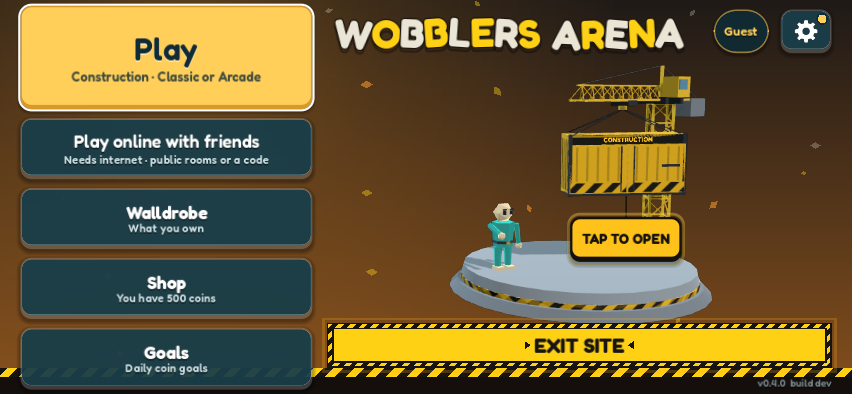 Play
Construction · Classic or Arcade
Play online with friends
Needs internet · public rooms or a code
Walldrobe
What you own
Shop
You have 500 coins
Goals
Daily coin goals
WOBBLERS ARENA
Guest
CONSTRUCTION
TAP TO OPEN
EXIT SITE
v0.4.0 build dev